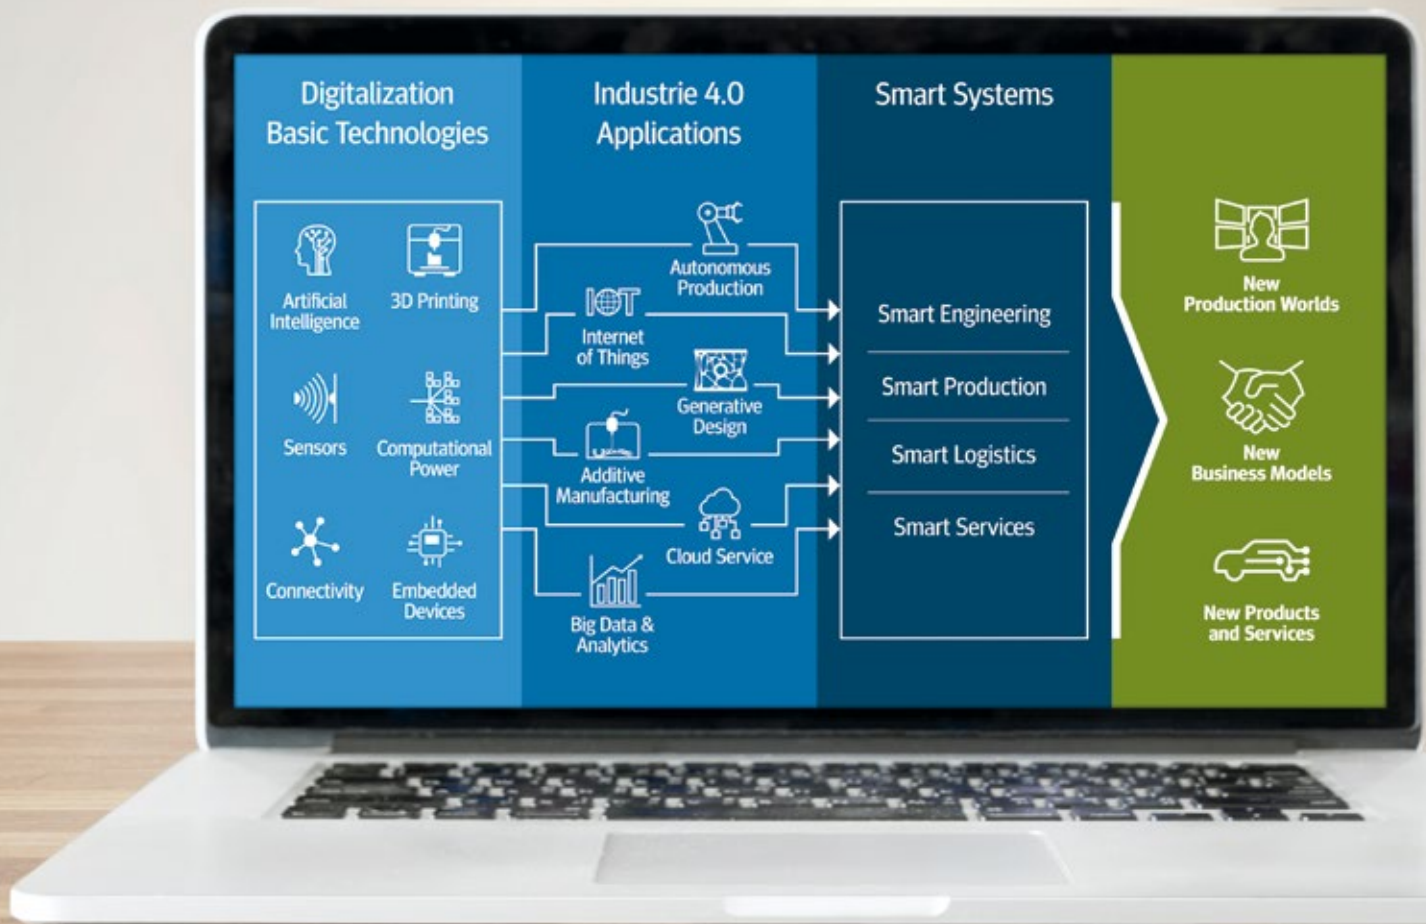 Digitalization
Basic Technologies
Artificial
Intelligence
3D Printing
Sensors
Computational
Power
Connectivity
Embedded
Devices
Industrie 4.0
Applications
Autonomous
Production
IOT
Internet
of Things
Generative
Design
Additive
Manufacturing
Cloud Service
Big Data &
Analytics
Smart Systems
Smart Engineering
Smart Production
Smart Logistics
Smart Services
New
Production Worlds
New
Business Models
New Products
and Services